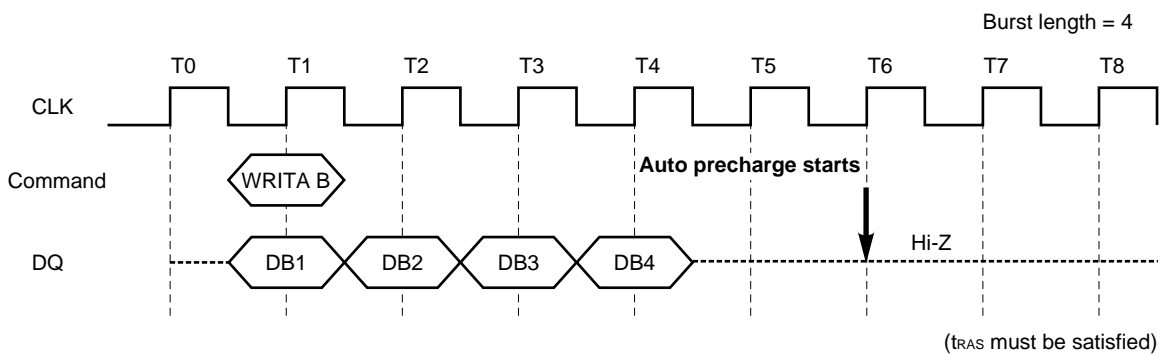 Burst length = 4
T0 T1 T2 T3 T4 T5 T6 T7 T8
CLK
Auto precharge starts
Command WRITA B
Hi-Z
DQ DB1 DB2 DB3 DB4
(tRAS must be satisfied)